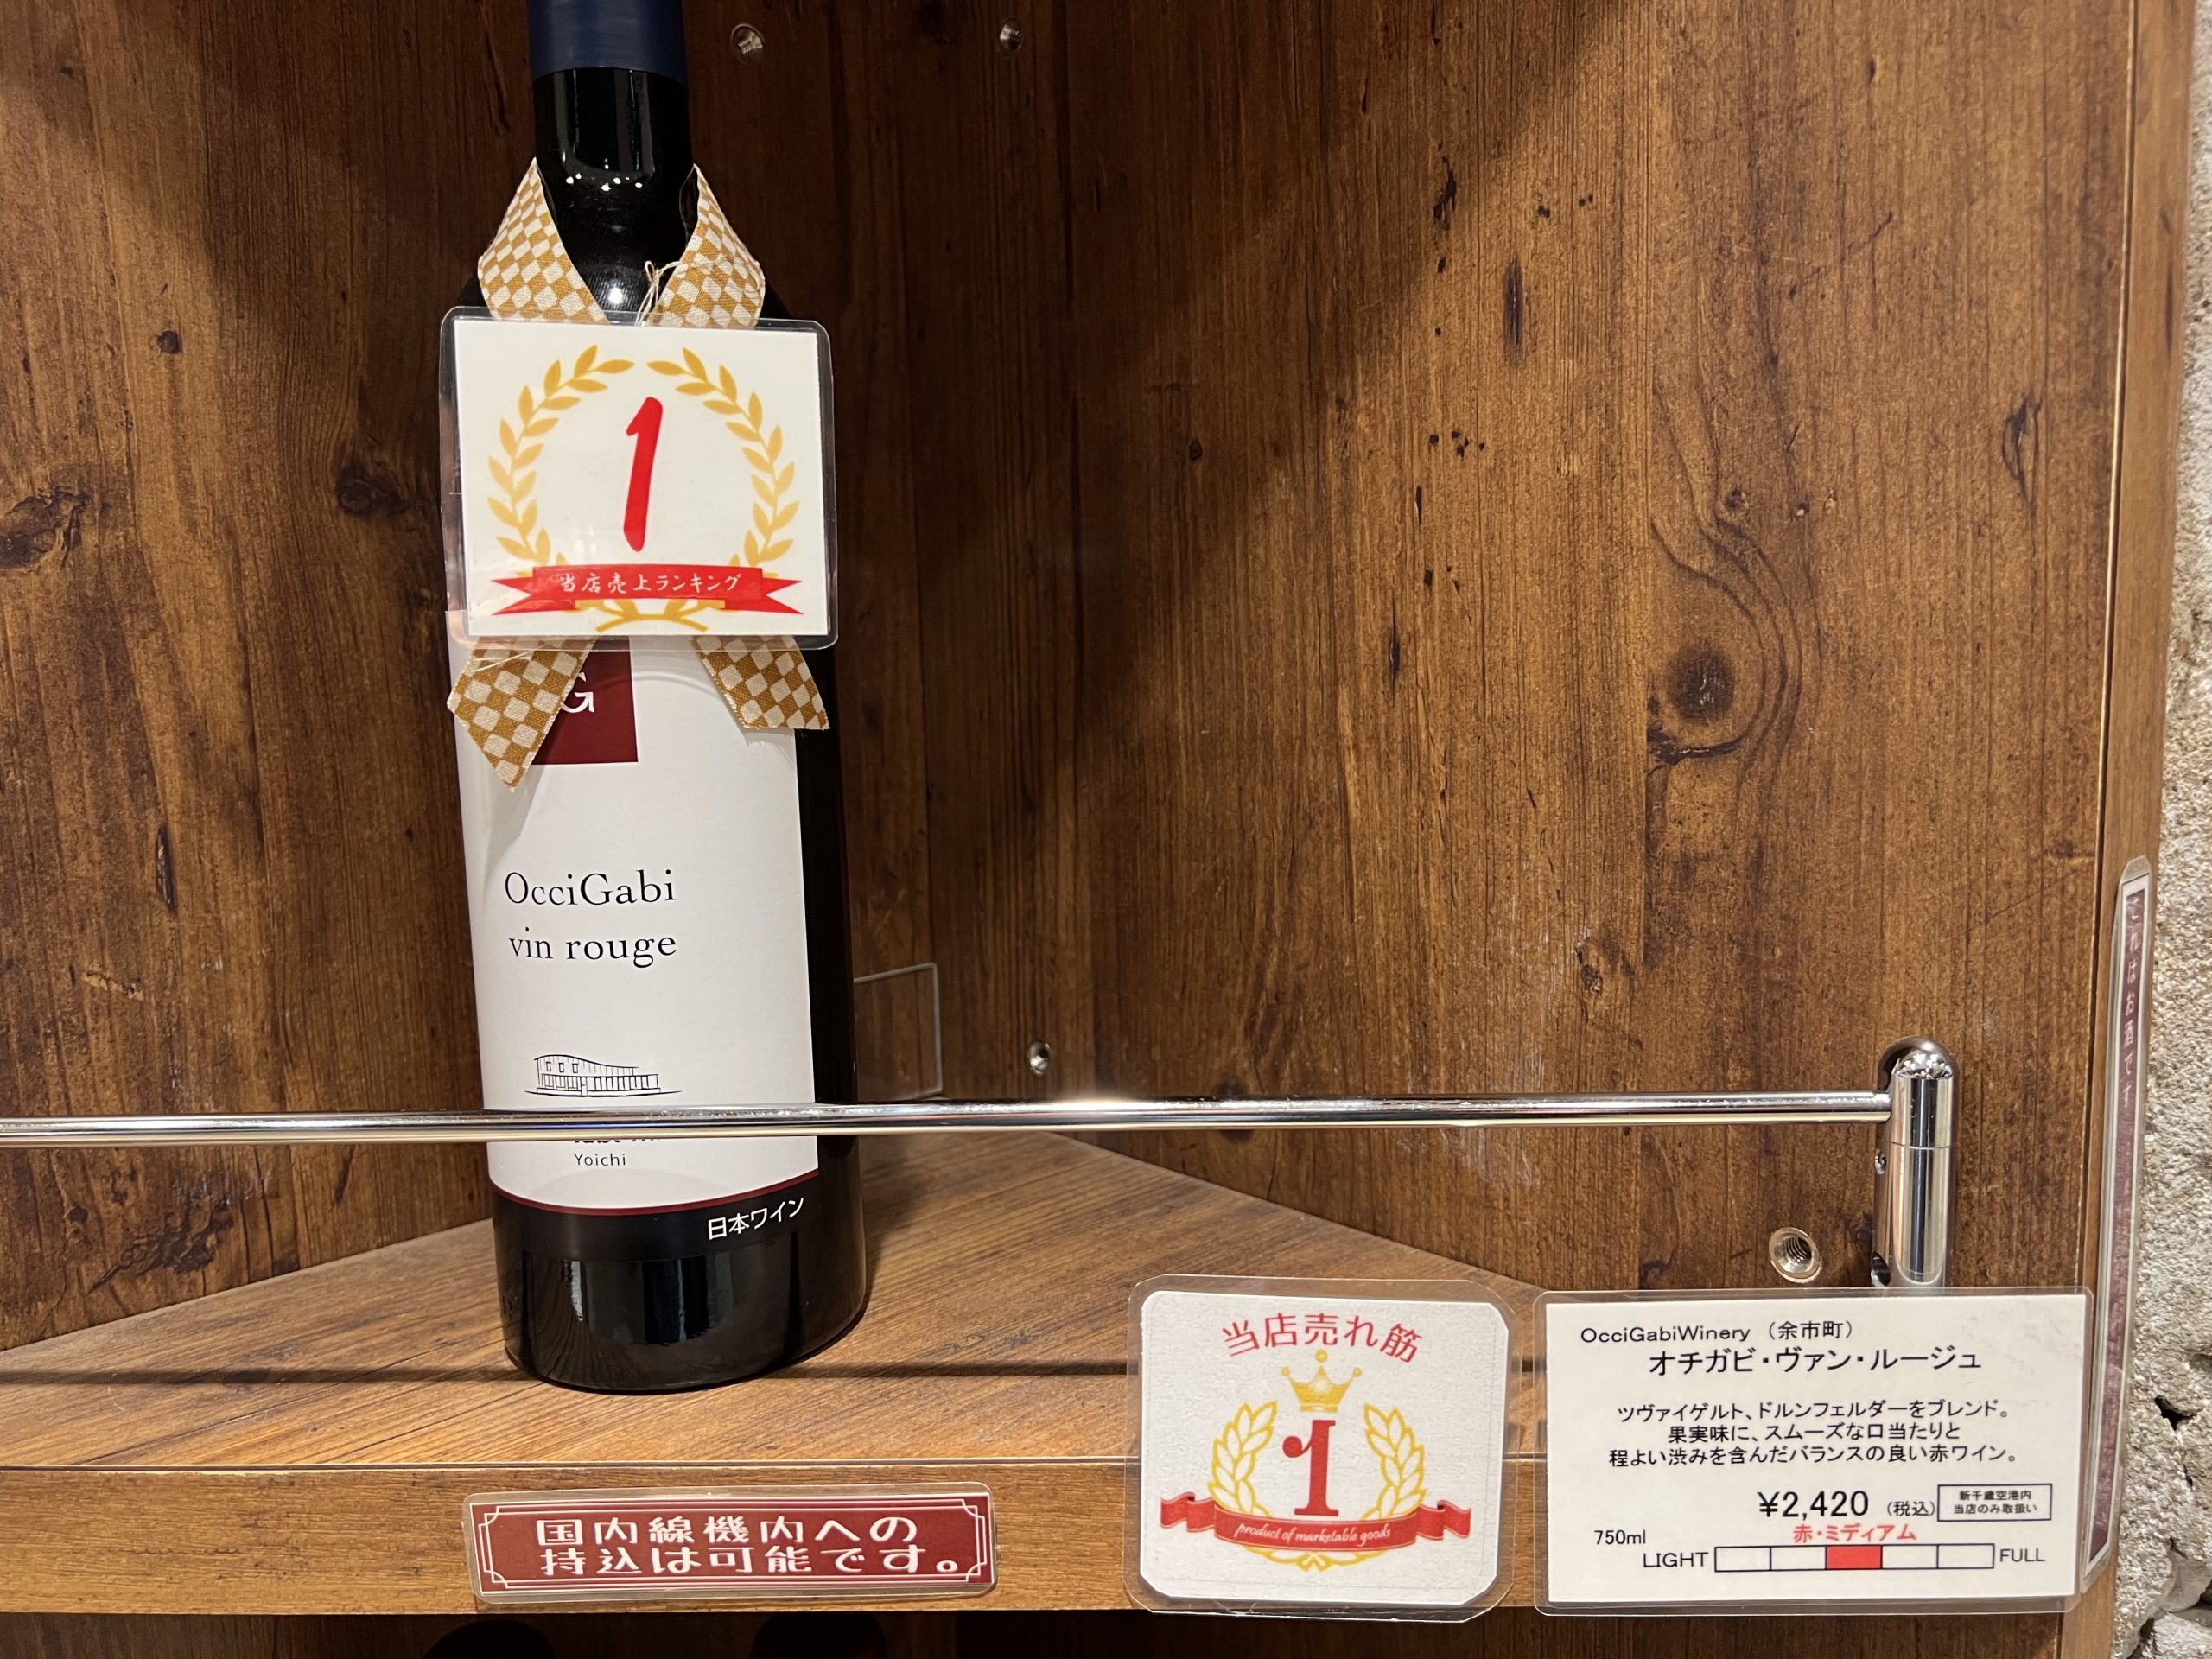 1
当店売上ランキング
G
OcciGabi
vin rouge
Yoichi
日本ワイン
国内線機内への
持込は可能です。
当店売れ筋
1
product of marketable goods
OcciGabiWinery（余市町）
オチガビ・ヴァン・ルージュ
ツヴァイゲルト、ドルンフェルダーをブレンド。
果実味に、スムーズな口当たりと
程よい渋みを含んだバランスの良い赤ワイン。
¥2,420（税込）
新千歳空港内
当店のみ取扱い
750ml
赤・ミディアム
LIGHT FULL
これはお酒です